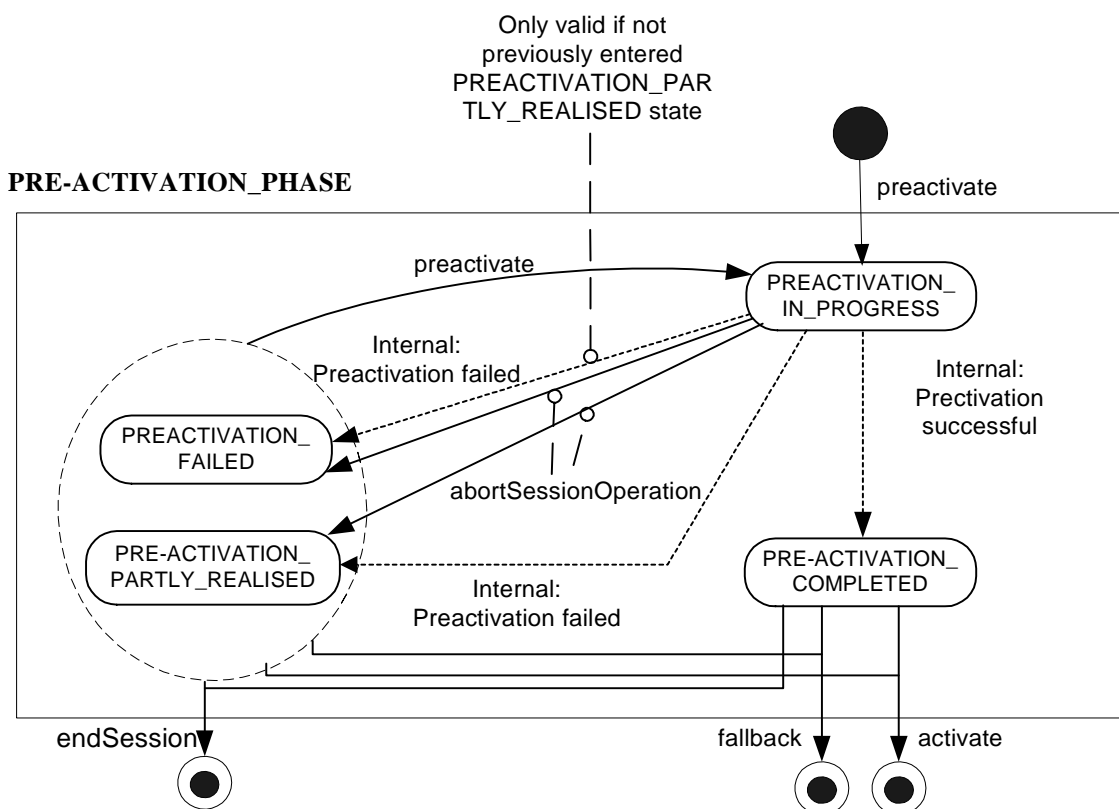 Only valid if not
previously entered
PREACTIVATION_PAR
TLY_REALISED state
PRE-ACTIVATION_PHASE
preactivate
preactivate
PREACTIVATION_
IN_PROGRESS
Internal:
Preactivation failed
Internal:
Prectivation
successful
PREACTIVATION_
FAILED
abortSessionOperation
PRE-ACTIVATION_
PARTLY_REALISED
PRE-ACTIVATION_
COMPLETED
Internal:
Preactivation failed
endSession
fallback
activate